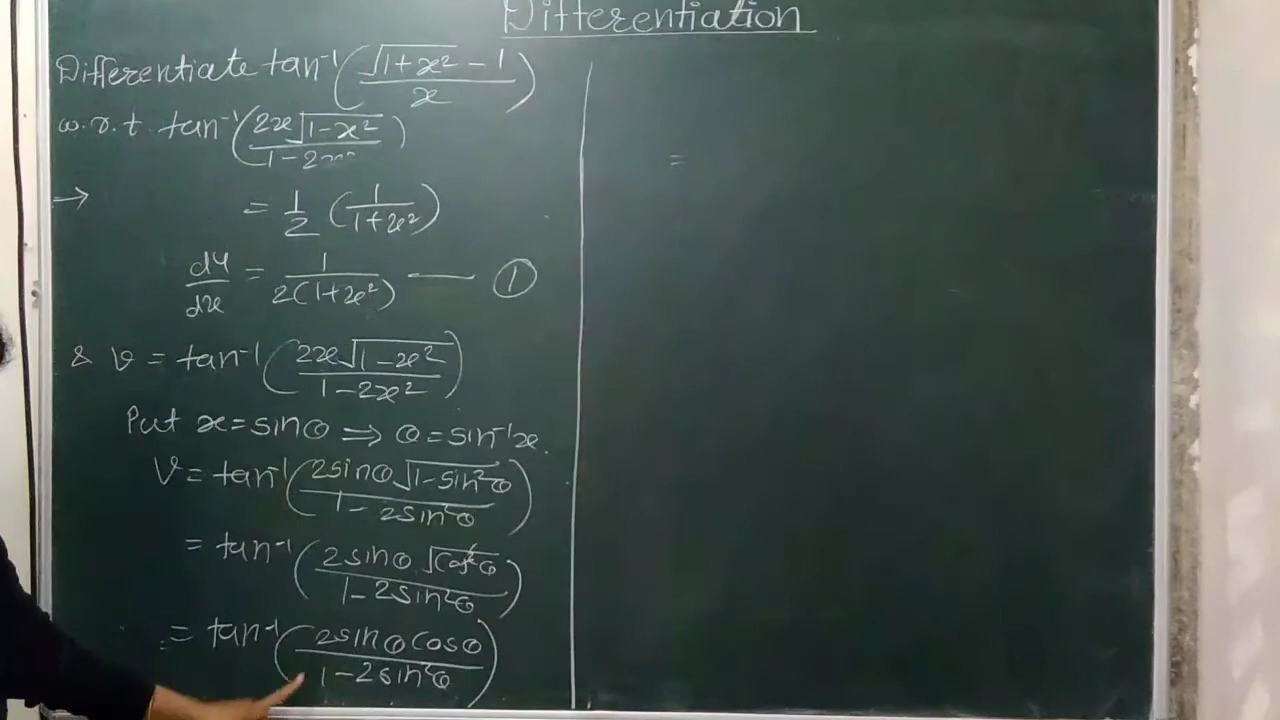 Differentiation
Differentiate tan⁻¹(√(1+x²) - 1 / x)
w.r.t. tan⁻¹(2x√(1-x²) / 1-2x²)
→ = 1/2 (1/(1+x²))
du/dx = 1/(2(1+x²)) —— ①
& v = tan⁻¹(2x√(1-x²) / 1-2x²)
Put x = sinθ ⇒ θ = sin⁻¹x.
V = tan⁻¹(2sinθ√(1-sin²θ) / 1-2sin²θ)
= tan⁻¹(2sinθ √(cos²θ) / 1-2sin²θ)
= tan⁻¹(2sinθ cosθ / 1-2sin²θ)
=